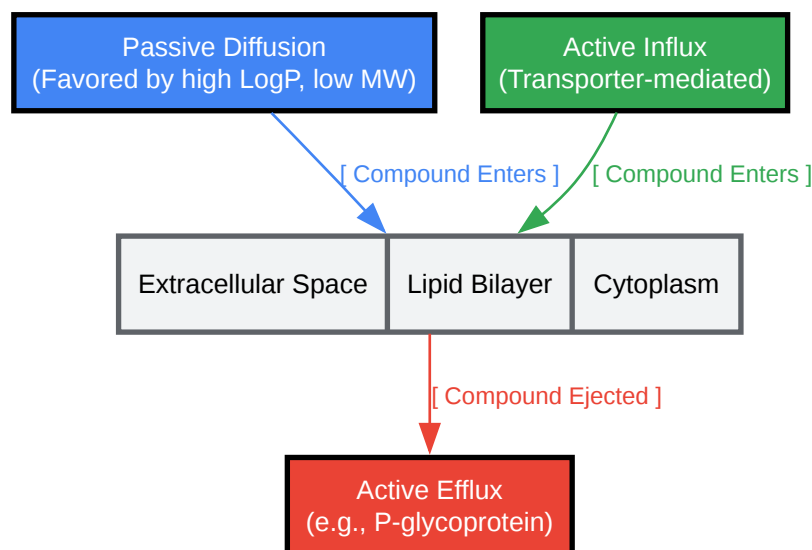 Passive Diffusion
(Favored by high LogP, low MW)
Active Influx
(Transporter-mediated)
[ Compound Enters ]
[ Compound Enters ]
Extracellular Space
Lipid Bilayer
Cytoplasm
[ Compound Ejected ]
Active Efflux
(e.g., P-glycoprotein)